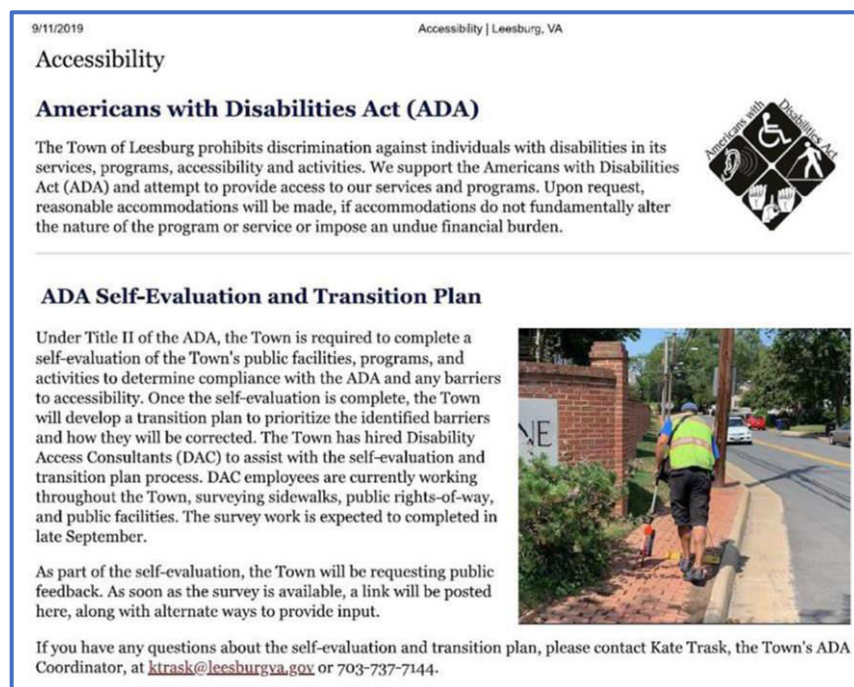 9/11/2019 Accessibility | Leesburg, VA
Accessibility
Americans with Disabilities Act (ADA)
Americans with Disabilities Act
The Town of Leesburg prohibits discrimination against individuals with disabilities in its
services, programs, accessibility and activities. We support the Americans with Disabilities
Act (ADA) and attempt to provide access to our services and programs. Upon request,
reasonable accommodations will be made, if accommodations do not fundamentally alter
the nature of the program or service or impose an undue financial burden.
ADA Self-Evaluation and Transition Plan
Under Title II of the ADA, the Town is required to complete a
self-evaluation of the Town's public facilities, programs, and
activities to determine compliance with the ADA and any barriers
to accessibility. Once the self-evaluation is complete, the Town
will develop a transition plan to prioritize the identified barriers
and how they will be corrected. The Town has hired Disability
Access Consultants (DAC) to assist with the self-evaluation and
transition plan process. DAC employees are currently working
throughout the Town, surveying sidewalks, public rights-of-way,
and public facilities. The survey work is expected to completed in
late September.
NE
As part of the self-evaluation, the Town will be requesting public
feedback. As soon as the survey is available, a link will be posted
here, along with alternate ways to provide input.
If you have any questions about the self-evaluation and transition plan, please contact Kate Trask, the Town's ADA
Coordinator, at ktrask@leesburgva.gov or 703-737-7144.